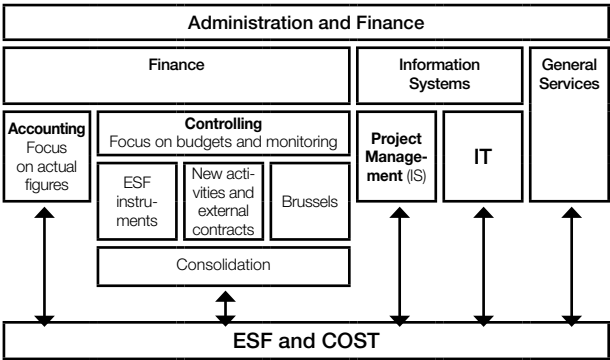 Administration and Finance
Finance
Information
Systems
General
Services
Accounting
Focus
on actual
figures
Controlling
Focus on budgets and monitoring
ESF
instru-
ments
New acti-
vities and
external
contracts
Brussels
Consolidation
Project
Manage-
ment (IS)
IT
ESF and COST